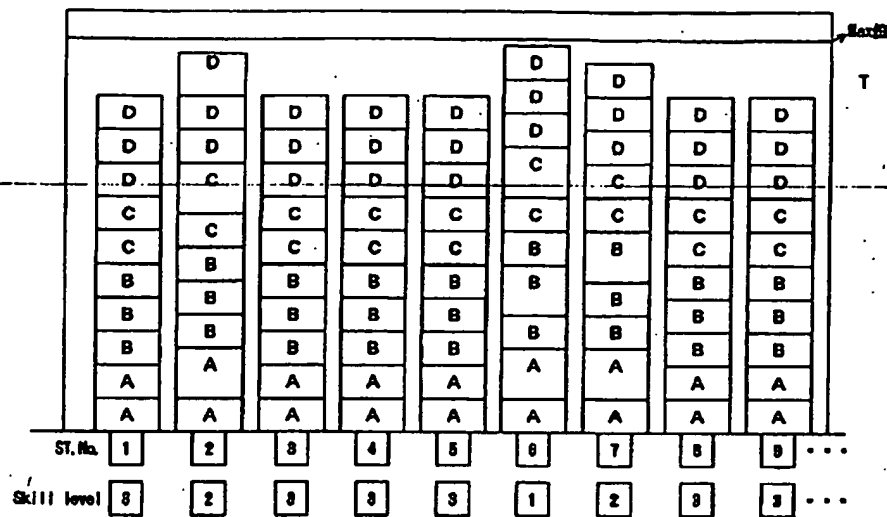 T
D D
D
D
D D D D D D D D
D
D D D D D D D D
C
D C D D D C D D
C C C C C C C C
C
C C C C B B C C
B
B B B B B B B
B B
B B B B B B
B B B
B B B B B B
A A A
A A A A A A
A A A A A A A A A
ST.No. 1 2 3 4 5 6 7 8 9 • • •
Skill level 3 2 3 3 3 1 2 3 • • •